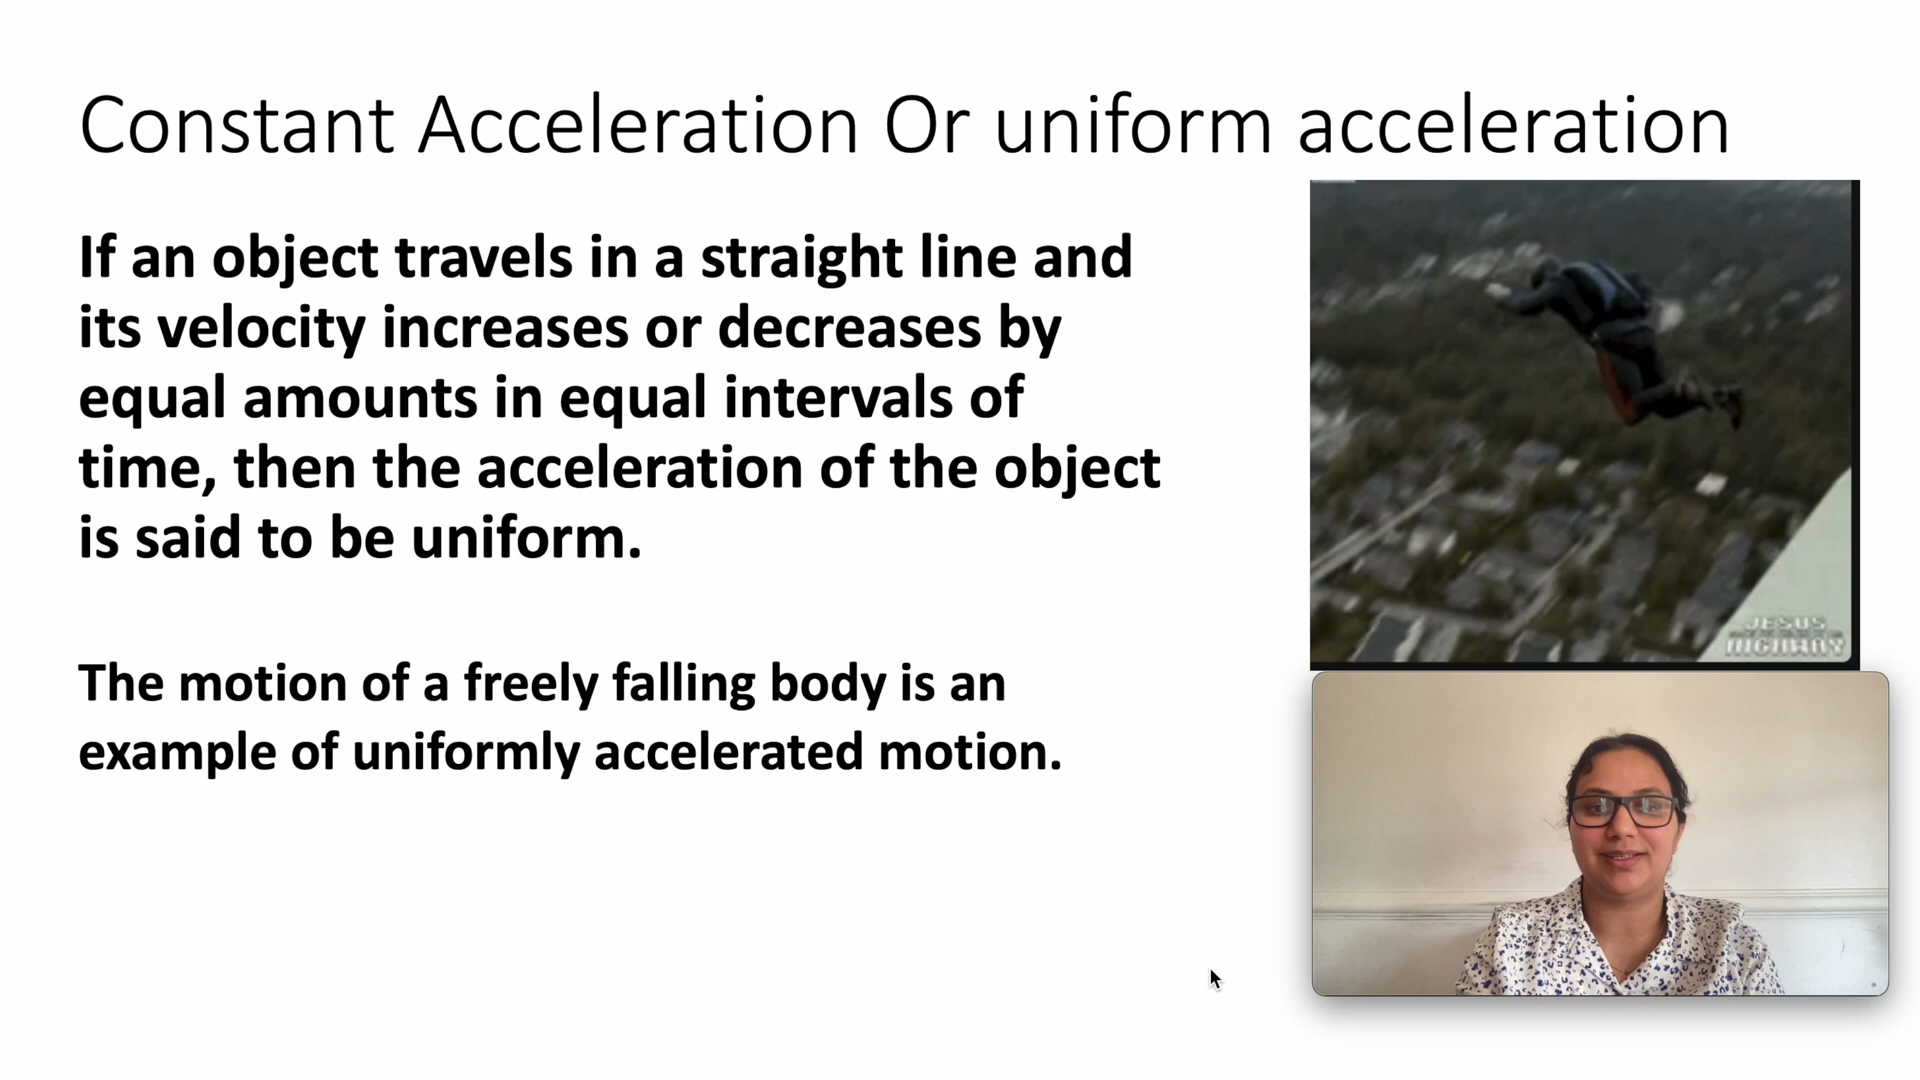 Constant Acceleration Or uniform acceleration
If an object travels in a straight line and
its velocity increases or decreases by
equal amounts in equal intervals of
time, then the acceleration of the object
is said to be uniform.
The motion of a freely falling body is an
example of uniformly accelerated motion.
JESUS
HIGHWAY